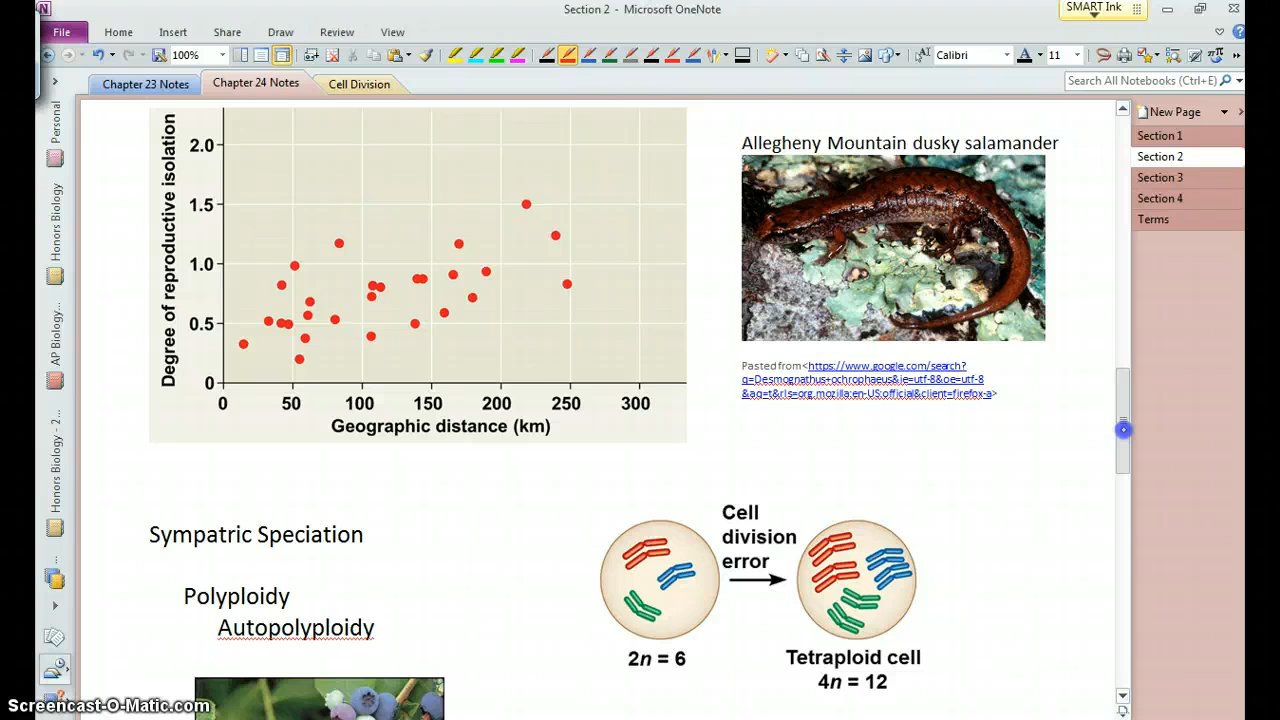 Section 2 - Microsoft OneNote
SMART Ink
File Home Insert Share Draw Review View
100% Calibri 11
Chapter 23 Notes Chapter 24 Notes Cell Division
Search All Notebooks (Ctrl+E)
New Page
Section 1
Section 2
Section 3
Section 4
Terms
Personal
Honors Biology
AP Biology...
Honors Biology - 2...
Degree of reproductive isolation
2.0
1.5
1.0
0.5
0
0 50 100 150 200 250 300
Geographic distance (km)
Allegheny Mountain dusky salamander
Pasted from <https://www.google.com/search?
q=Desmognathus+ochrophaeus&ie=utf-8&oe=utf-8
&aq=t&rls=org.mozilla:en-US:official&client=firefox-a>
Sympatric Speciation
Polyploidy
Autopolyploidy
Cell
division
error
2n = 6
Tetraploid cell
4n = 12
Screencast-O-Matic.com